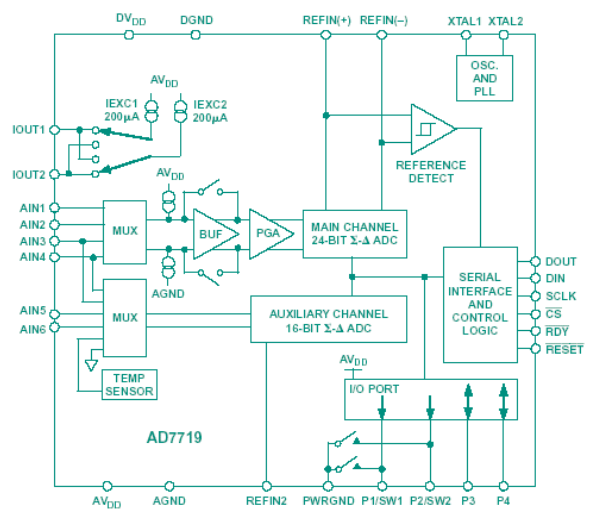 DVDD DGND REFIN(+) REFIN(–) XTAL1 XTAL2
OSC.
AND
PLL
AVDD
IEXC1
200µA
IEXC2
200µA
IOUT1
IOUT2
REFERENCE
DETECT
AVDD
AIN1
AIN2
AIN3
AIN4
MUX
BUF
PGA
MAIN CHANNEL
24-BIT Σ-Δ ADC
AGND
SERIAL
INTERFACE
AND
CONTROL
LOGIC
DOUT
DIN
SCLK
CS
RDY
RESET
AIN5
AIN6
MUX
AUXILIARY CHANNEL
16-BIT Σ-Δ ADC
TEMP
SENSOR
AVDD
I/O PORT
AD7719
AVDD AGND REFIN2 PWRGND P1/SW1 P2/SW2 P3 P4